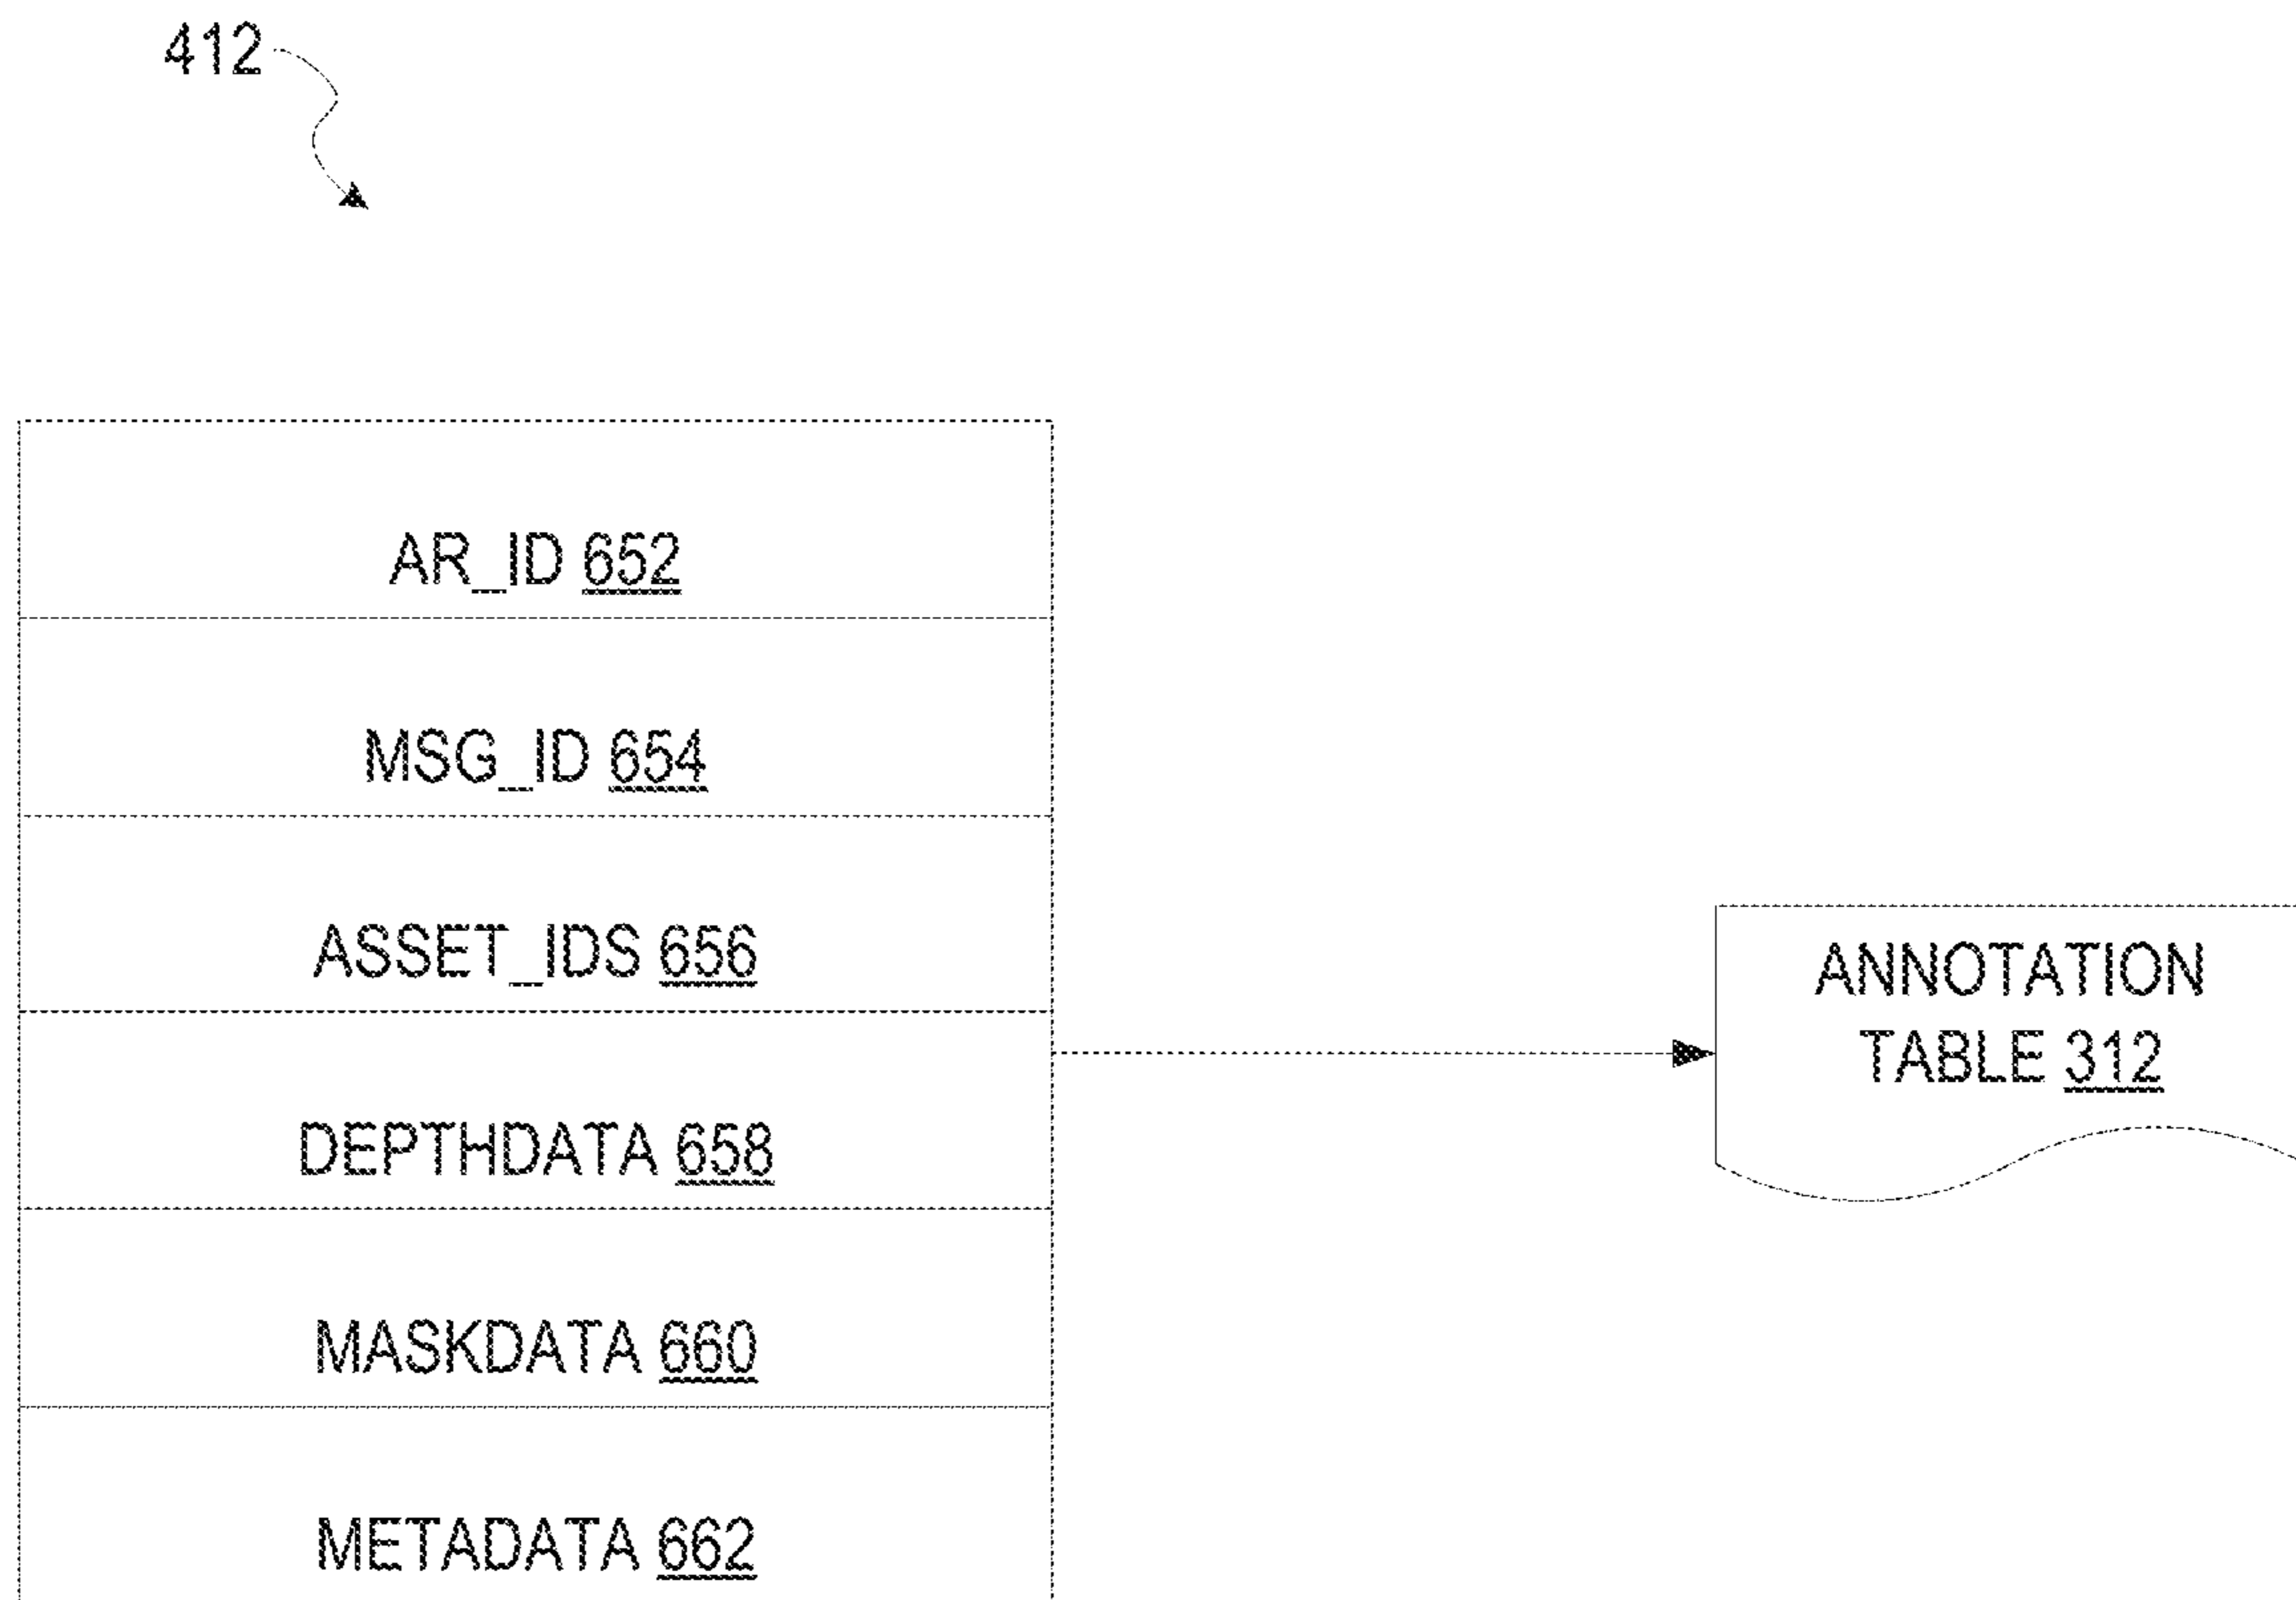 412
AR_ID 652
MSG_ID 654
ASSET_IDS 656
DEPTHDATA 658
MASKDATA 660
METADATA 662
ANNOTATION
TABLE 312